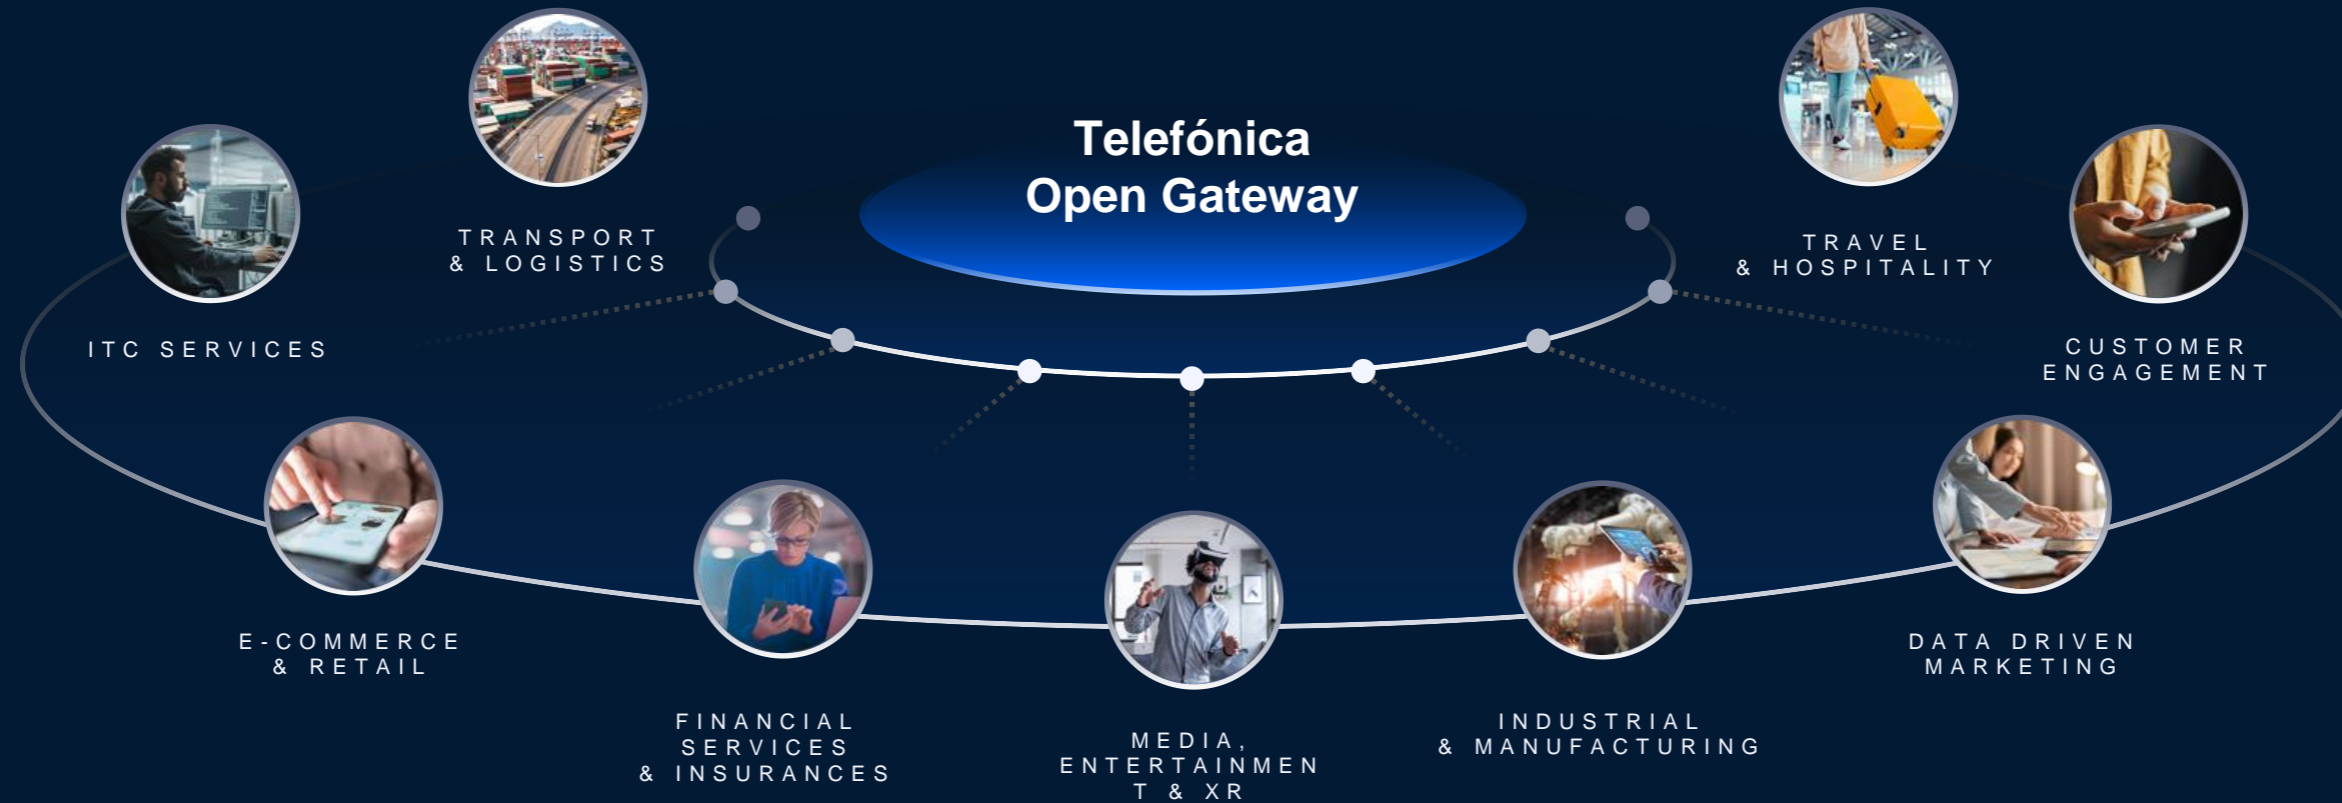 Telefónica
Open Gateway
TRANSPORT
& LOGISTICS
TRAVEL
& HOSPITALITY
ITC SERVICES
CUSTOMER
ENGAGEMENT
E-COMMERCE
& RETAIL
DATA DRIVEN
MARKETING
FINANCIAL
SERVICES
& INSURANCES
MEDIA,
ENTERTAINMEN
T & XR
INDUSTRIAL
& MANUFACTURING